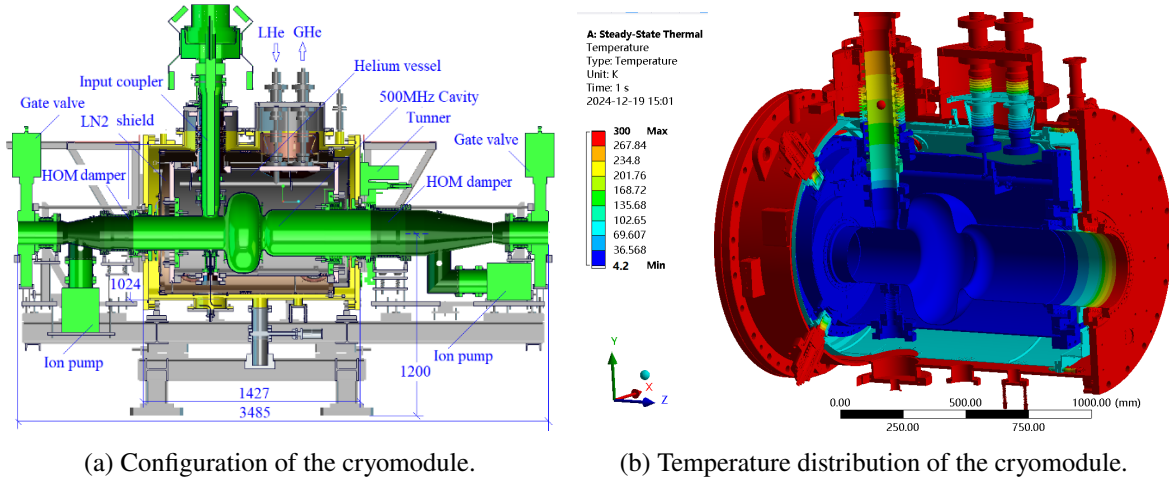 LHe
GHe
Input coupler
Helium vessel
Gate valve
500MHz Cavity
LN2 shield
Tunner
Gate valve
HOM damper
HOM damper
1024
Ion pump
Ion pump
1200
1427
3485
(a) Configuration of the cryomodule.
A: Steady-State Thermal
Temperature
Type: Temperature
Unit: K
Time: 1 s
2024-12-19 15:01
300 Max
267.84
234.8
201.76
168.72
135.68
102.65
69.607
36.568
4.2 Min
Y
X
Z
0.00
500.00
1000.00 (mm)
250.00
750.00
(b) Temperature distribution of the cryomodule.